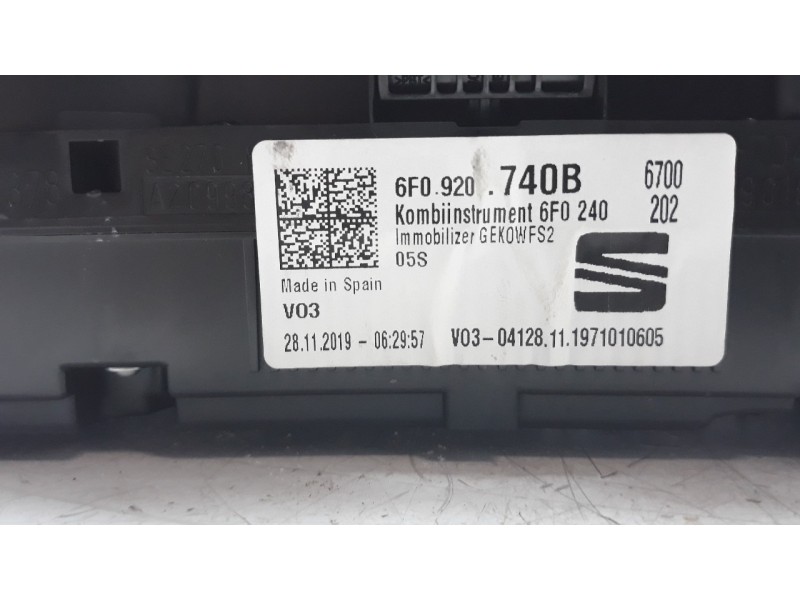 6F0.920.740B 6700
Kombiinstrument 6F0 240 202
Immobilizer GEKOWFS2
05S
Made in Spain
V03
28.11.2019 - 06:29:57 V03-04128.11.1971010605